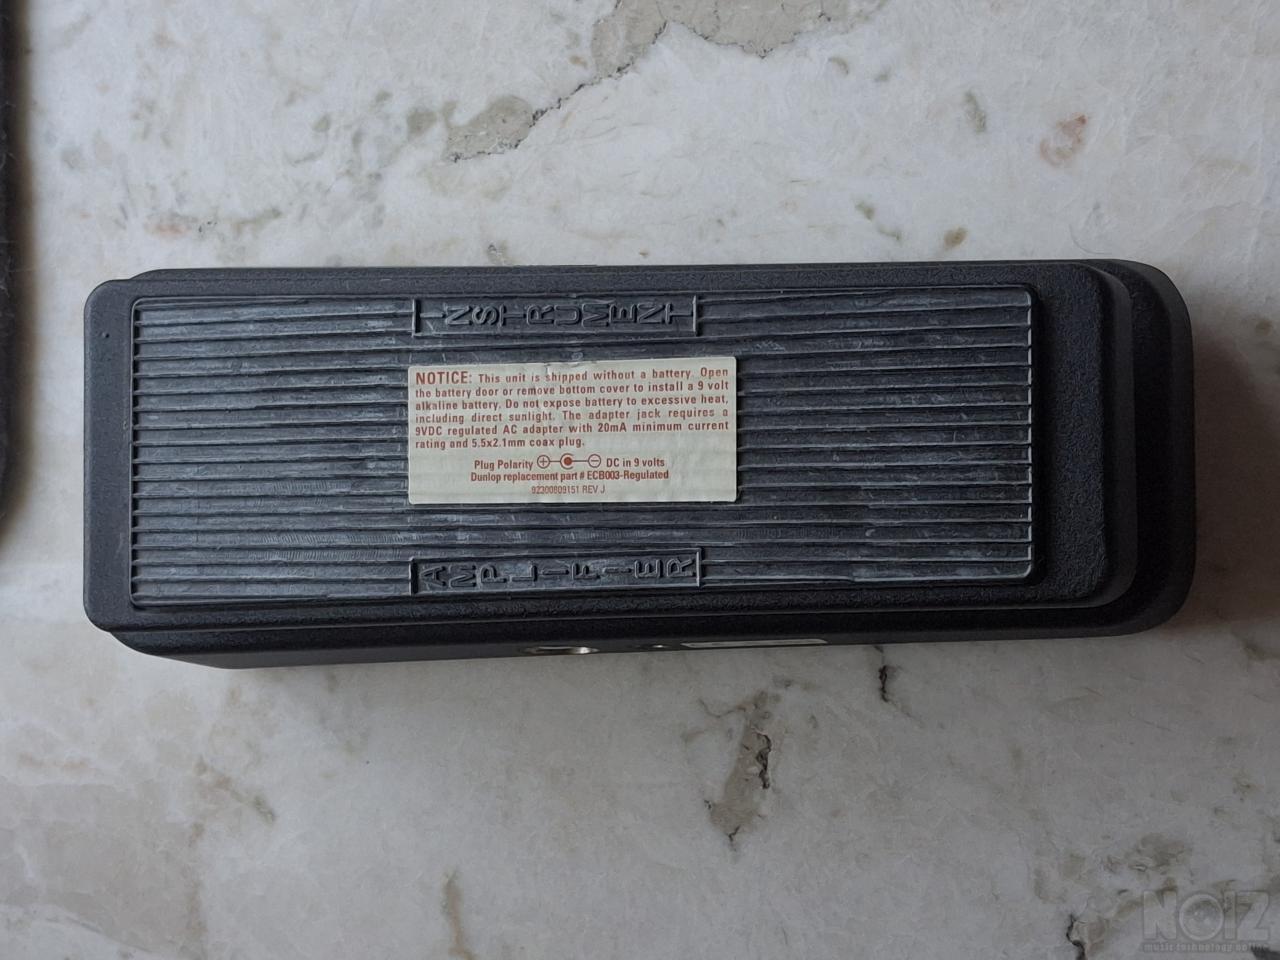 INSTRUMENT
NOTICE: This unit is shipped without a battery. Open
the battery door or remove bottom cover to install a 9 volt
alkaline battery. Do not expose battery to excessive heat,
including direct sunlight. The adapter jack requires a
9VDC regulated AC adapter with 20mA minimum current
rating and 5.5x2.1mm coax plug.
Plug Polarity + - DC in 9 volts
Dunlop replacement part # ECB003-Regulated
92300809151 REV J
AMPLIFIER
NOIZ
music technology online